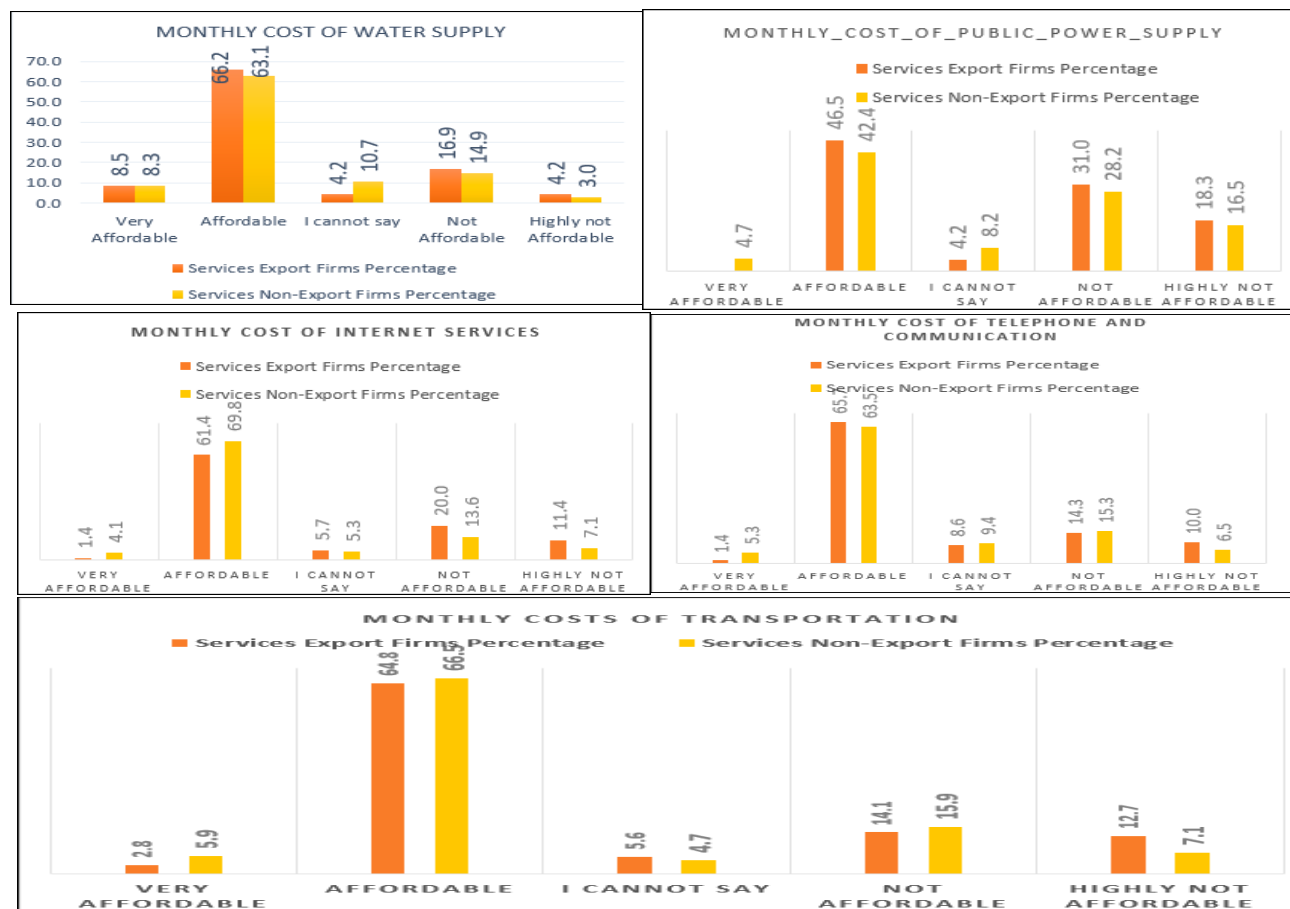 MONTHLY COST OF WATER SUPPLY
70.0
60.0
50.0
40.0
30.0
20.0
10.0
0.0
8.5 8.3 66.2 63.1 4.2 10.7 16.9 14.9 4.2 3.0
Very Affordable I cannot say Not Highly not
Affordable Affordable Affordable
Services Export Firms Percentage
Services Non-Export Firms Percentage
MONTHLY_COST_OF_PUBLIC_POWER_SUPPLY
Services Export Firms Percentage
Services Non-Export Firms Percentage
4.7 46.5 42.4 4.2 8.2 31.0 28.2 18.3 16.5
VERY AFFORDABLE I CANNOT NOT HIGHLY NOT
AFFORDABLE SAY AFFORDABLE AFFORDABLE
MONTHLY COST OF INTERNET SERVICES
Services Export Firms Percentage
Services Non-Export Firms Percentage
1.4 4.1 61.4 69.8 5.7 5.3 20.0 13.6 11.4 7.1
VERY AFFORDABLE I CANNOT NOT HIGHLY NOT
AFFORDABLE SAY AFFORDABLE AFFORDABLE
MONTHLY COST OF TELEPHONE AND
COMMUNICATION
Services Export Firms Percentage
Services Non-Export Firms Percentage
1.4 5.3 63.5 8.6 9.4 14.3 15.3 10.0 6.5
VERY AFFORDABLE I CANNOT NOT HIGHLY NOT
AFFORDABLE SAY AFFORDABLE AFFORDABLE
MONTHLY COSTS OF TRANSPORTATION
Services Export Firms Percentage Services Non-Export Firms Percentage
2.8 5.9 64.8 66.5 5.6 4.7 14.1 15.9 12.7 7.1
VERY AFFORDABLE I CANNOT SAY NOT HIGHLY NOT
AFFORDABLE AFFORDABLE AFFORDABLE